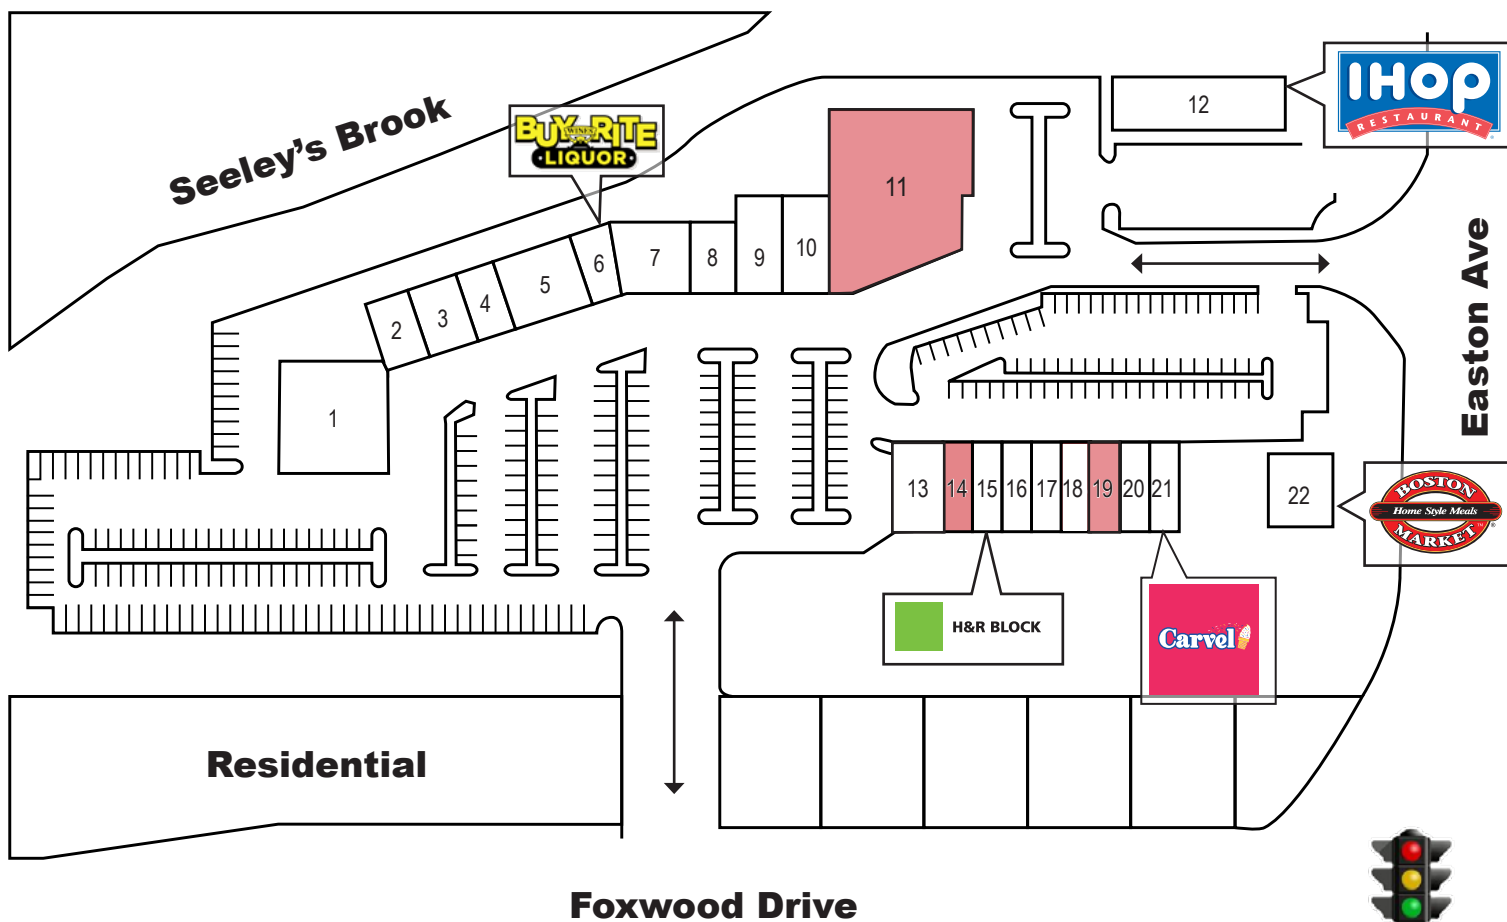 IHOP
RESTAURANT
12
Seeley's Brook
BUY RITE
WINES
LIQUOR
11
Easton Ave
2
3
4
5
6
7
8
9
10
1
13
14
15
16
17
18
19
20
21
22
BOSTON
Home Style Meals
MARKET
H&R BLOCK
Carvel
Residential
Foxwood Drive